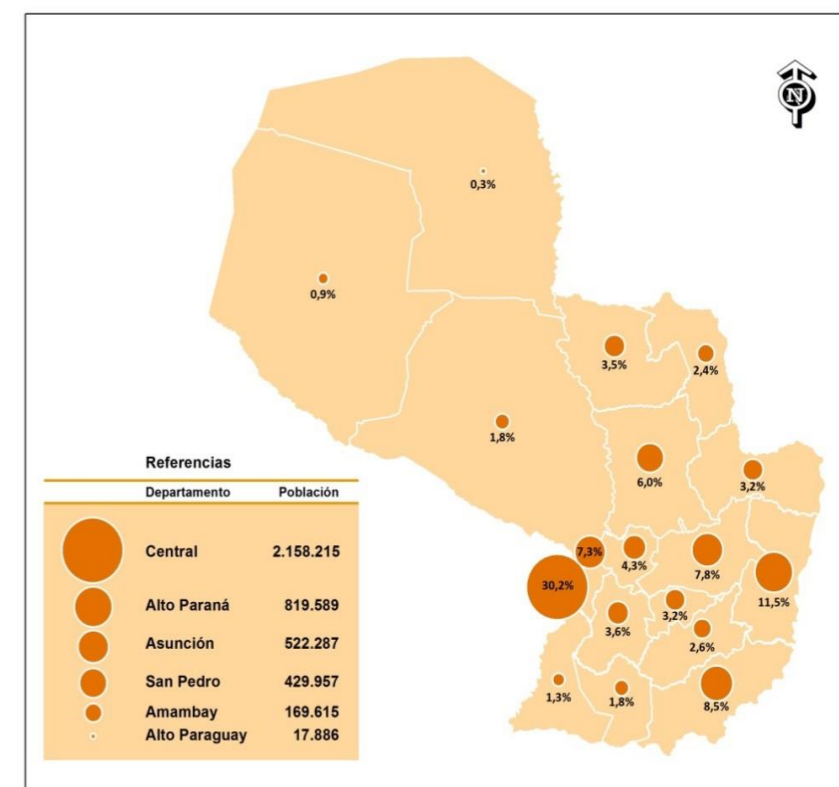 N
0,3%
0,9%
3,5%
2,4%
1,8%
6,0%
3,2%
7,3%
4,3%
7,8%
30,2%
11,5%
3,6%
3,2%
2,6%
1,3%
1,8%
8,5%
Referencias
Departamento Población
Central 2.158.215
Alto Paraná 819.589
Asunción 522.287
San Pedro 429.957
Amambay 169.615
Alto Paraguay 17.886